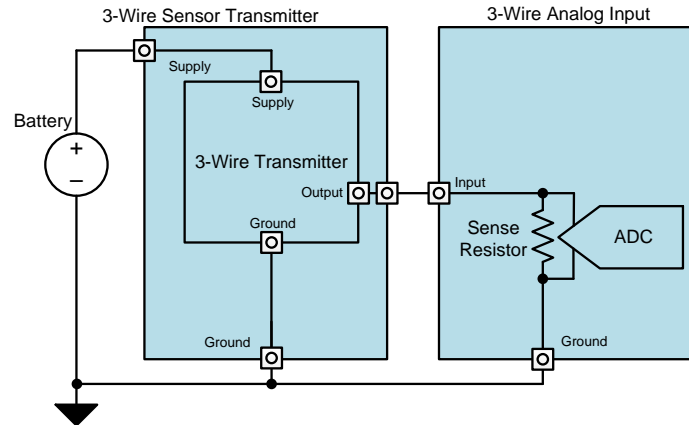 3-Wire Sensor Transmitter
3-Wire Analog Input
Supply
Supply
Battery
+
–
3-Wire Transmitter
Output
Input
Ground
Sense
Resistor
ADC
Ground
Ground